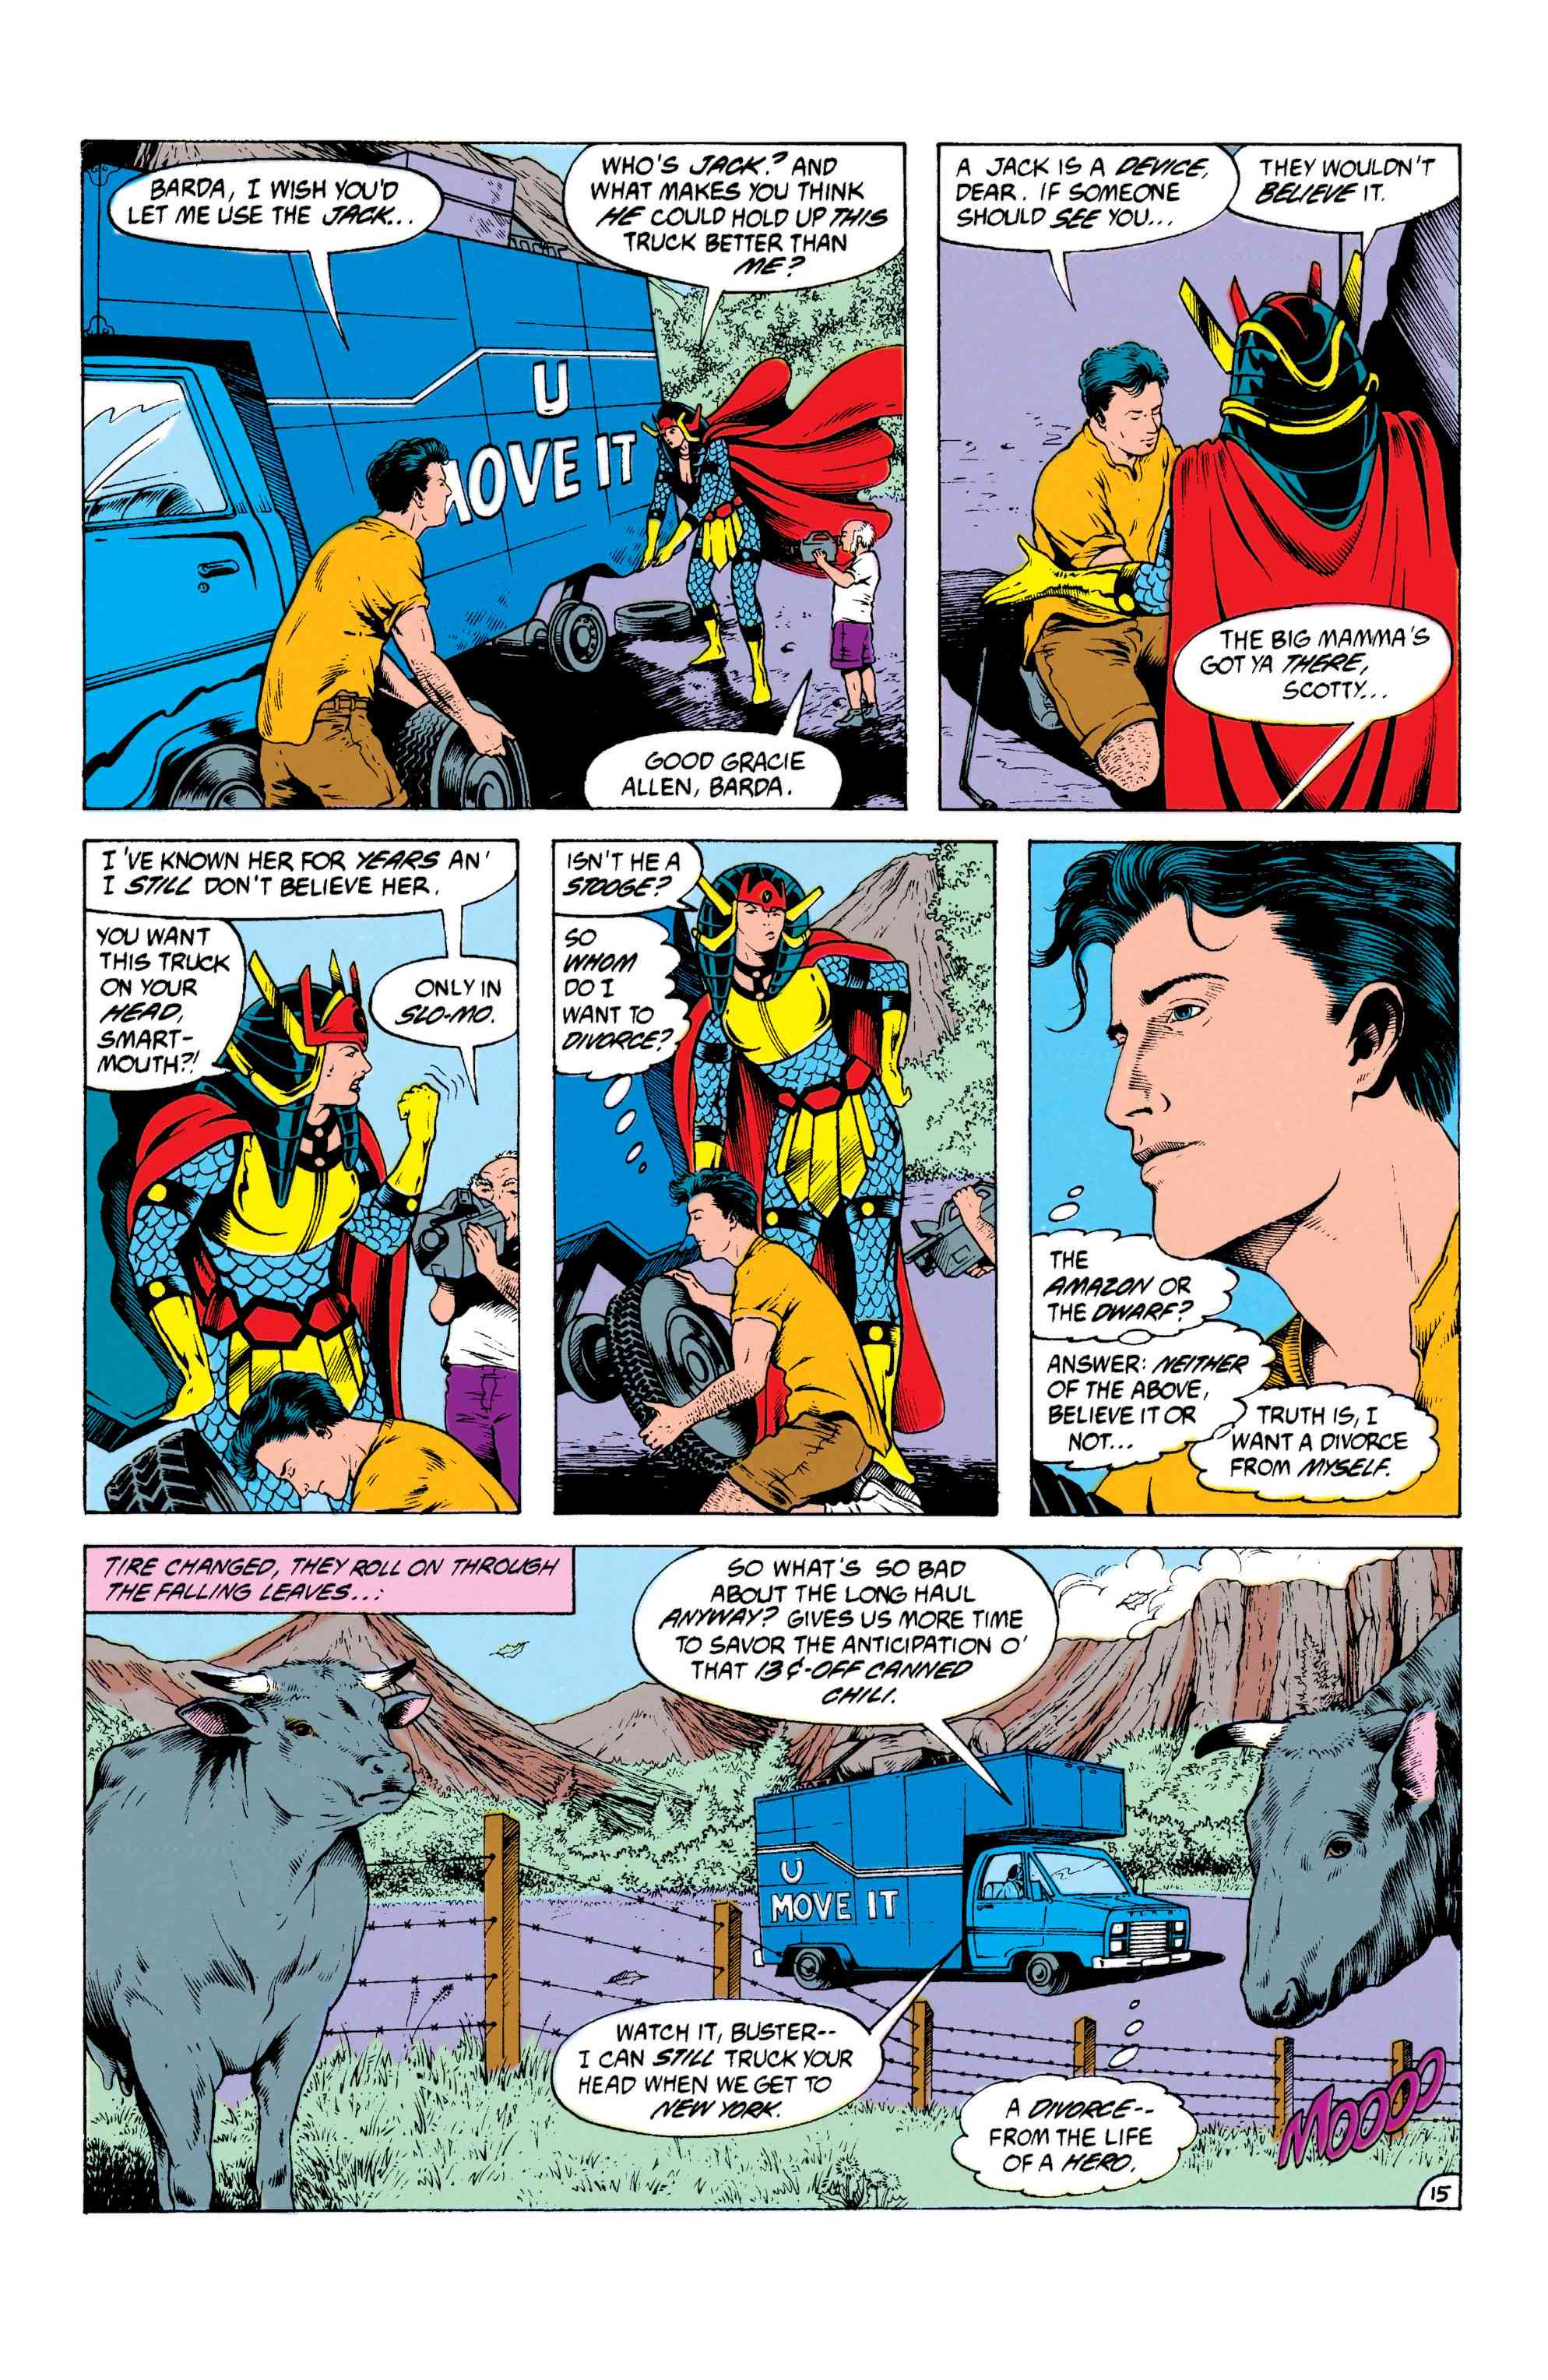 BARDA, I WISH YOU'D
LET ME USE THE JACK...
WHO'S JACK? AND
WHAT MAKES YOU THINK
HE COULD HOLD UP THIS
TRUCK BETTER THAN
ME?
U
MOVE IT
GOOD GRACIE
ALLEN, BARDA.
A JACK IS A DEVICE,
DEAR. IF SOMEONE
SHOULD SEE YOU...
THEY WOULDN'T
BELIEVE IT.
THE BIG MAMMA'S
GOT YA THERE,
SCOTTY...
I'VE KNOWN HER FOR YEARS AN'
I STILL DON'T BELIEVE HER.
YOU WANT
THIS TRUCK
ON YOUR
HEAD,
SMART-
MOUTH?!
ONLY IN
SLO-MO.
ISN'T HE A
STOOGE?
SO
WHOM
DO I
WANT TO
DIVORCE?
THE
AMAZON OR
THE DWARF?
ANSWER: NEITHER
OF THE ABOVE,
BELIEVE IT OR
NOT...
TRUTH IS, I
WANT A DIVORCE
FROM MYSELF.
TIRE CHANGED, THEY ROLL ON THROUGH
THE FALLING LEAVES...:
SO WHAT'S SO BAD
ABOUT THE LONG HAUL
ANYWAY? GIVES US MORE TIME
TO SAVOR THE ANTICIPATION O'
THAT 13¢-OFF CANNED
CHILI.
U
MOVE IT
WATCH IT, BUSTER--
I CAN STILL TRUCK YOUR
HEAD WHEN WE GET TO
NEW YORK.
A DIVORCE--
FROM THE LIFE
OF A HERO.
MOOOO
15